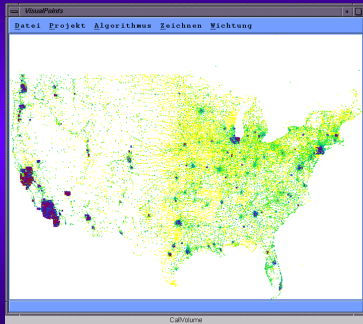 VisualPoints
Datei Projekt Algorithmus Zeichnen Wichtung
CallVolume